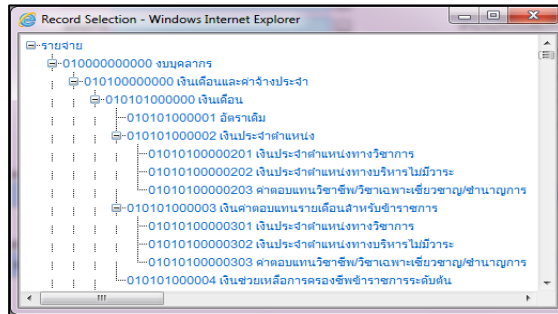 Record Selection - Windows Internet Explorer
รายจ่าย
010000000000 งบบุคลากร
010100000000 เงินเดือนและค่าจ้างประจำ
010101000000 เงินเดือน
010101000001 อัตราเดิม
010101000002 เงินประจำตำแหน่ง
01010100000201 เงินประจำตำแหน่งทางวิชาการ
01010100000202 เงินประจำตำแหน่งทางบริหารไม่มีวาระ
01010100000203 ค่าตอบแทนวิชาชีพ/วิชาเฉพาะเชี่ยวชาญ/ชำนาญการ
010101000003 เงินค่าตอบแทนรายเดือนสำหรับข้าราชการ
01010100000301 เงินประจำตำแหน่งทางวิชาการ
01010100000302 เงินประจำตำแหน่งทางบริหารไม่มีวาระ
01010100000303 ค่าตอบแทนวิชาชีพ/วิชาเฉพาะเชี่ยวชาญ/ชำนาญการ
010101000004 เงินช่วยเหลือการครองชีพข้าราชการระดับต้น